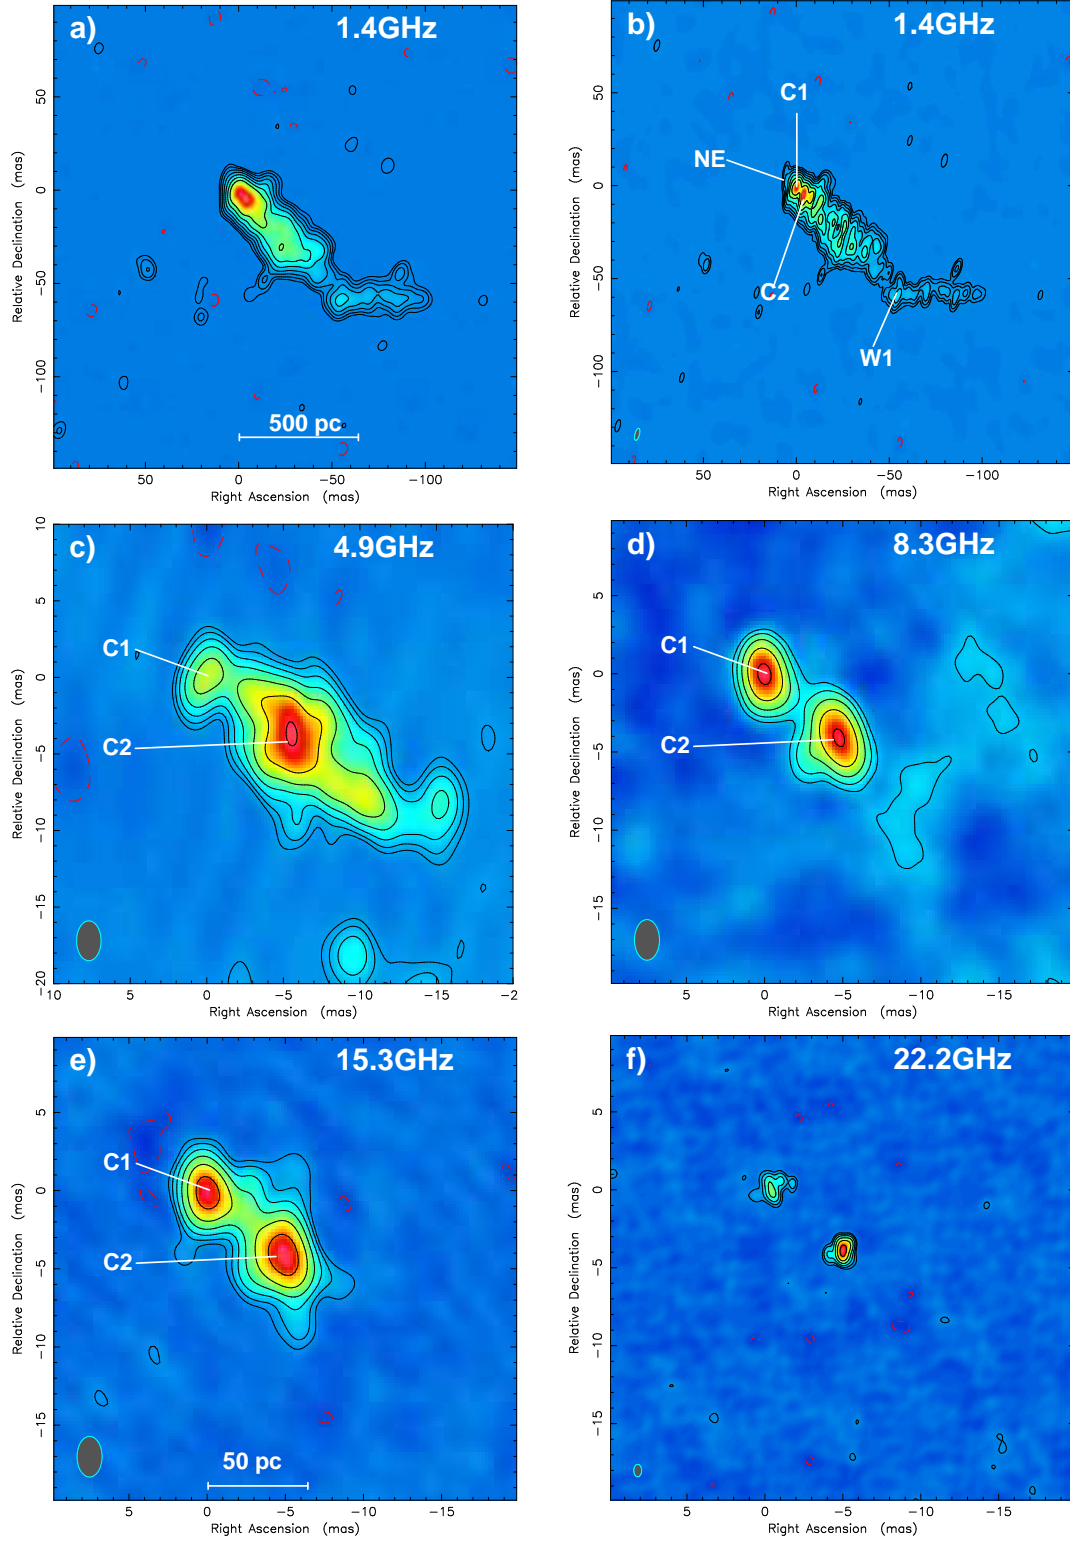 a) 1.4GHz
50
0
−50
−100
Relative Declination (mas)
500 pc
50 0 −50 −100
Right Ascension (mas)
b) 1.4GHz
C1
NE
C2
W1
50
0
−50
−100
Relative Declination (mas)
50 0 −50 −100
Right Ascension (mas)
c) 4.9GHz
C1
C2
10
5
0
−5
−10
−15
−20
Relative Declination (mas)
10 5 0 −5 −10 −15 −2
Right Ascension (mas)
d) 8.3GHz
C1
C2
5
0
−5
−10
−15
Relative Declination (mas)
5 0 −5 −10 −15
Right Ascension (mas)
e) 15.3GHz
C1
C2
5
0
−5
−10
−15
Relative Declination (mas)
50 pc
5 0 −5 −10 −15
Right Ascension (mas)
f) 22.2GHz
5
0
−5
−10
−15
Relative Declination (mas)
5 0 −5 −10 −15
Right Ascension (mas)